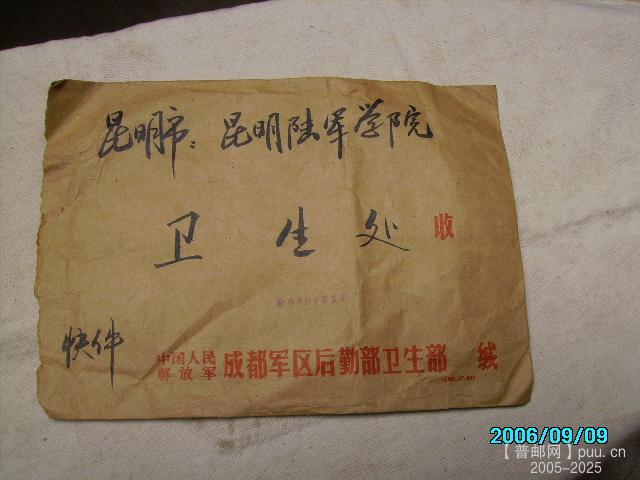 昆明市：昆明陆军学院
卫生处 收
快件
中国人民
解放军 成都军区后勤部卫生部 缄
2006/09/09
【普邮网】puu.cn
2005-2025